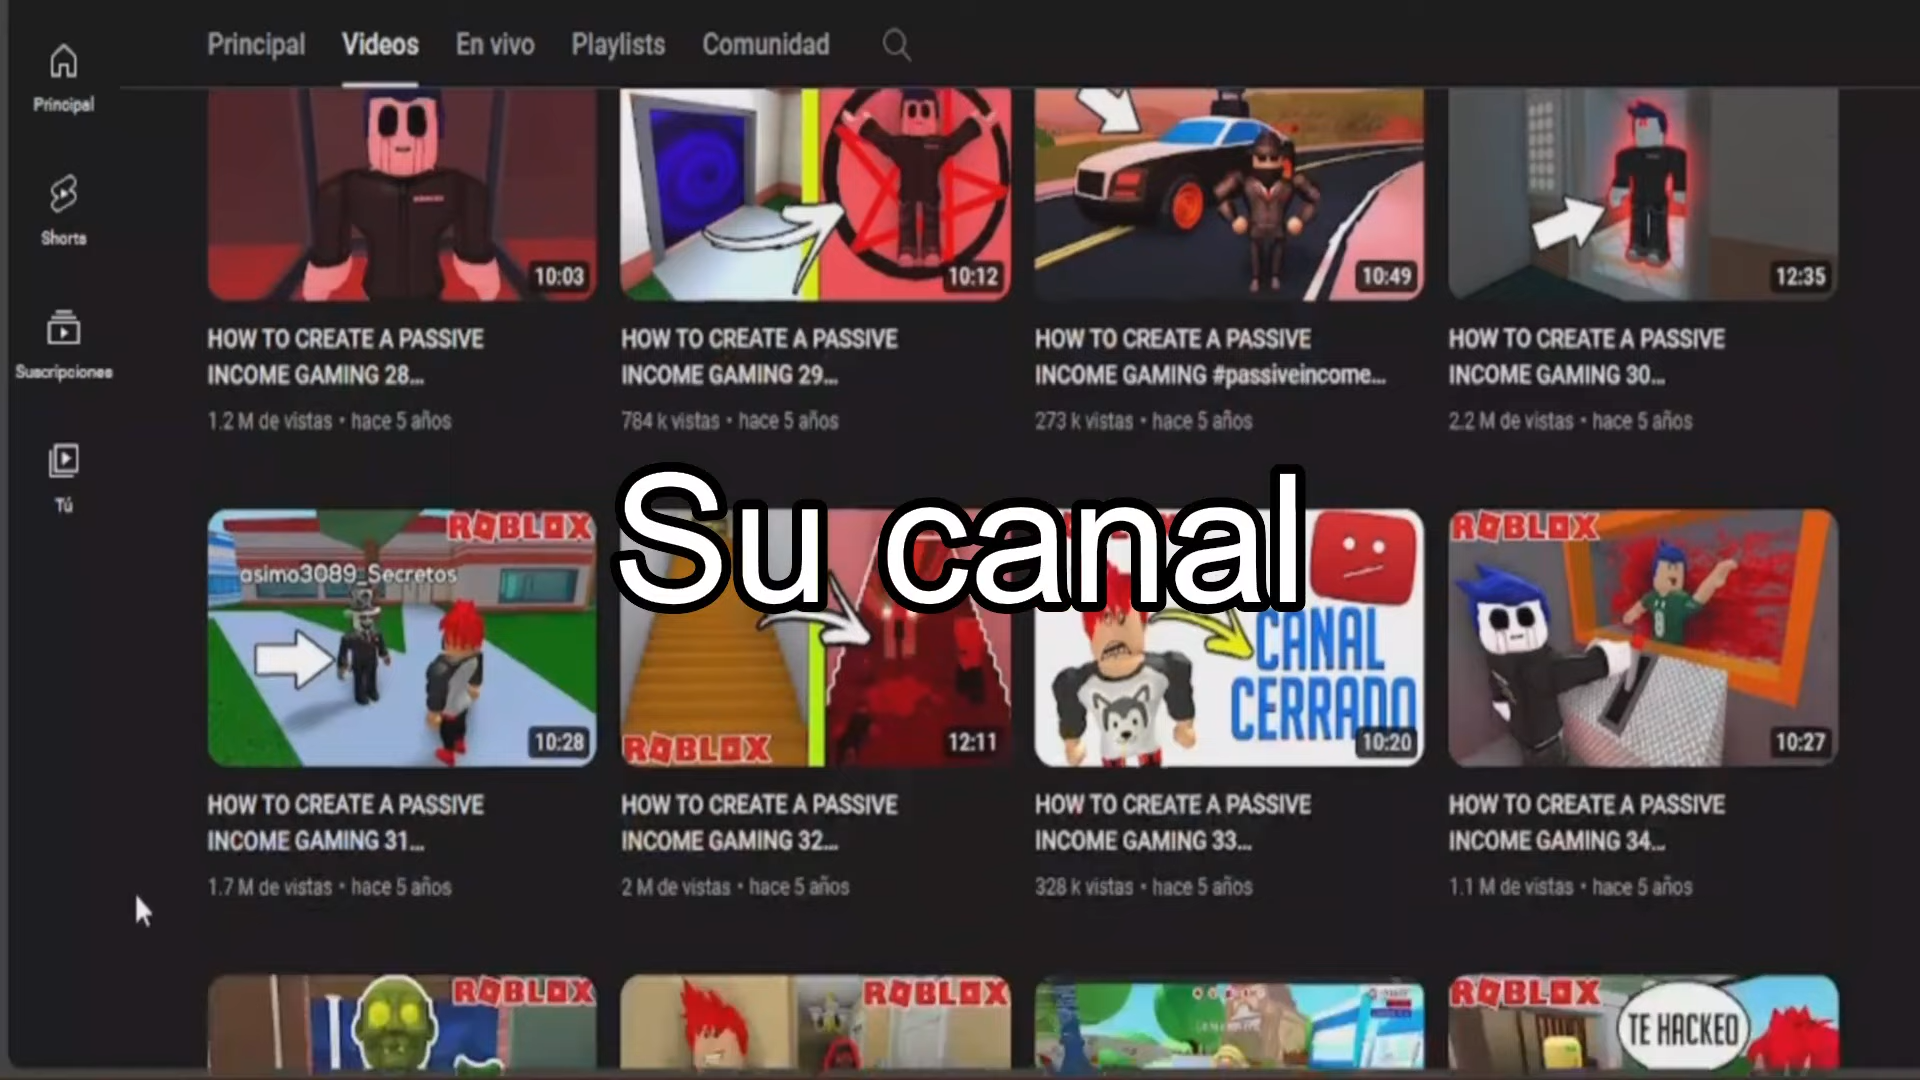 Principal
Videos
En vivo
Playlists
Comunidad
Principal
Shorts
Suscripciones
Tú
10:03
10:12
10:49
12:35
HOW TO CREATE A PASSIVE
INCOME GAMING 28...
1.2 M de vistas • hace 5 años
HOW TO CREATE A PASSIVE
INCOME GAMING 29...
784 k vistas • hace 5 años
HOW TO CREATE A PASSIVE
INCOME GAMING #passiveincome...
273 k vistas • hace 5 años
HOW TO CREATE A PASSIVE
INCOME GAMING 30...
2.2 M de vistas • hace 5 años
Su canal
ROBLOX
asimo3089_Secretos
10:28
ROBLOX
12:11
CANAL
CERRADO
10:20
ROBLOX
8
10:27
HOW TO CREATE A PASSIVE
INCOME GAMING 31...
1.7 M de vistas • hace 5 años
HOW TO CREATE A PASSIVE
INCOME GAMING 32...
2 M de vistas • hace 5 años
HOW TO CREATE A PASSIVE
INCOME GAMING 33...
328 k vistas • hace 5 años
HOW TO CREATE A PASSIVE
INCOME GAMING 34...
1.1 M de vistas • hace 5 años
ROBLOX
ROBLOX
ROBLOX
TE HACKEO